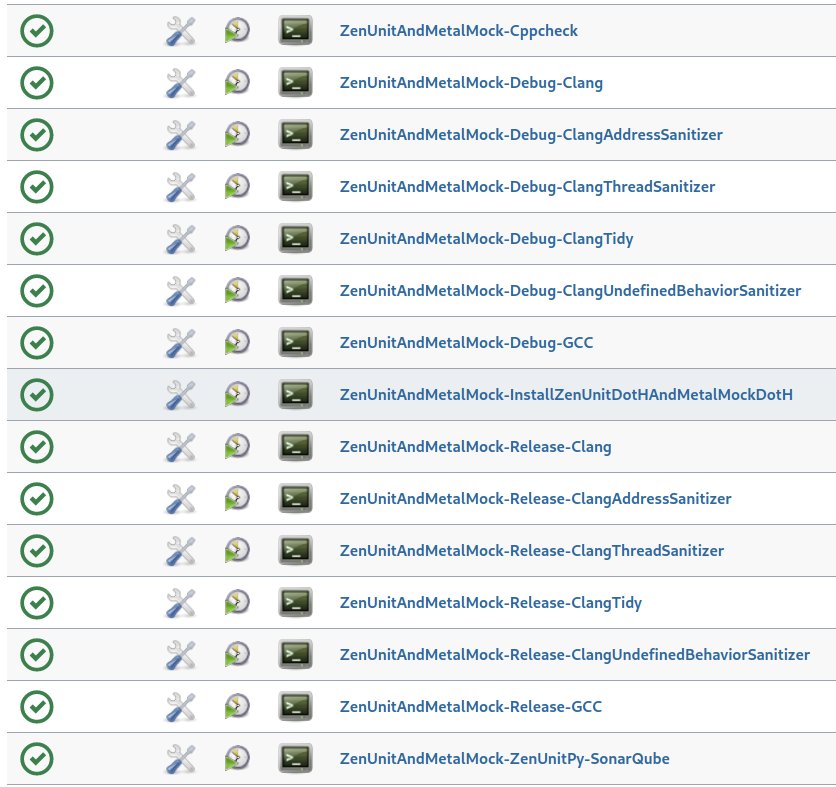 ZenUnitAndMetalMock-Cppcheck
ZenUnitAndMetalMock-Debug-Clang
ZenUnitAndMetalMock-Debug-ClangAddressSanitizer
ZenUnitAndMetalMock-Debug-ClangThreadSanitizer
ZenUnitAndMetalMock-Debug-ClangTidy
ZenUnitAndMetalMock-Debug-ClangUndefinedBehaviorSanitizer
ZenUnitAndMetalMock-Debug-GCC
ZenUnitAndMetalMock-InstallZenUnitDotHAndMetalMockDotH
ZenUnitAndMetalMock-Release-Clang
ZenUnitAndMetalMock-Release-ClangAddressSanitizer
ZenUnitAndMetalMock-Release-ClangThreadSanitizer
ZenUnitAndMetalMock-Release-ClangTidy
ZenUnitAndMetalMock-Release-ClangUndefinedBehaviorSanitizer
ZenUnitAndMetalMock-Release-GCC
ZenUnitAndMetalMock-ZenUnitPy-SonarQube